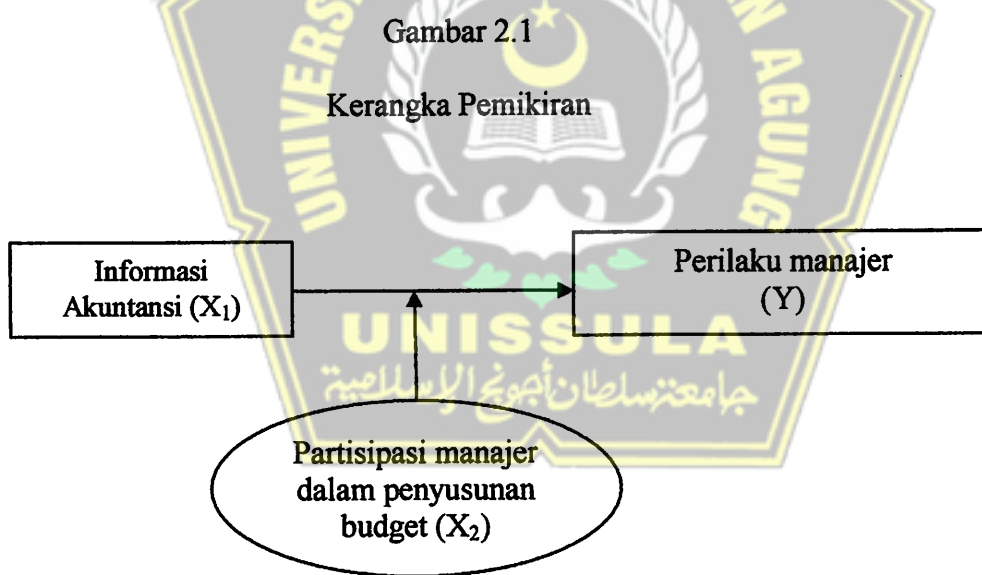 Gambar 2.1
Kerangka Pemikiran
AGUNG
Informasi
Akuntansi (X₁)
Perilaku manajer
(Y)
UNISSULA
جامعة سلطان أجونج الإسلامية
Partisipasi manajer
dalam penyusunan
budget (X₂)